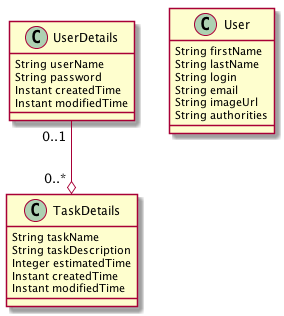 C UserDetails
String userName
String password
Instant createdTime
Instant modifiedTime
C User
String firstName
String lastName
String login
String email
String imageUrl
String authorities
0..1
0..*
C TaskDetails
String taskName
String taskDescription
Integer estimatedTime
Instant createdTime
Instant modifiedTime